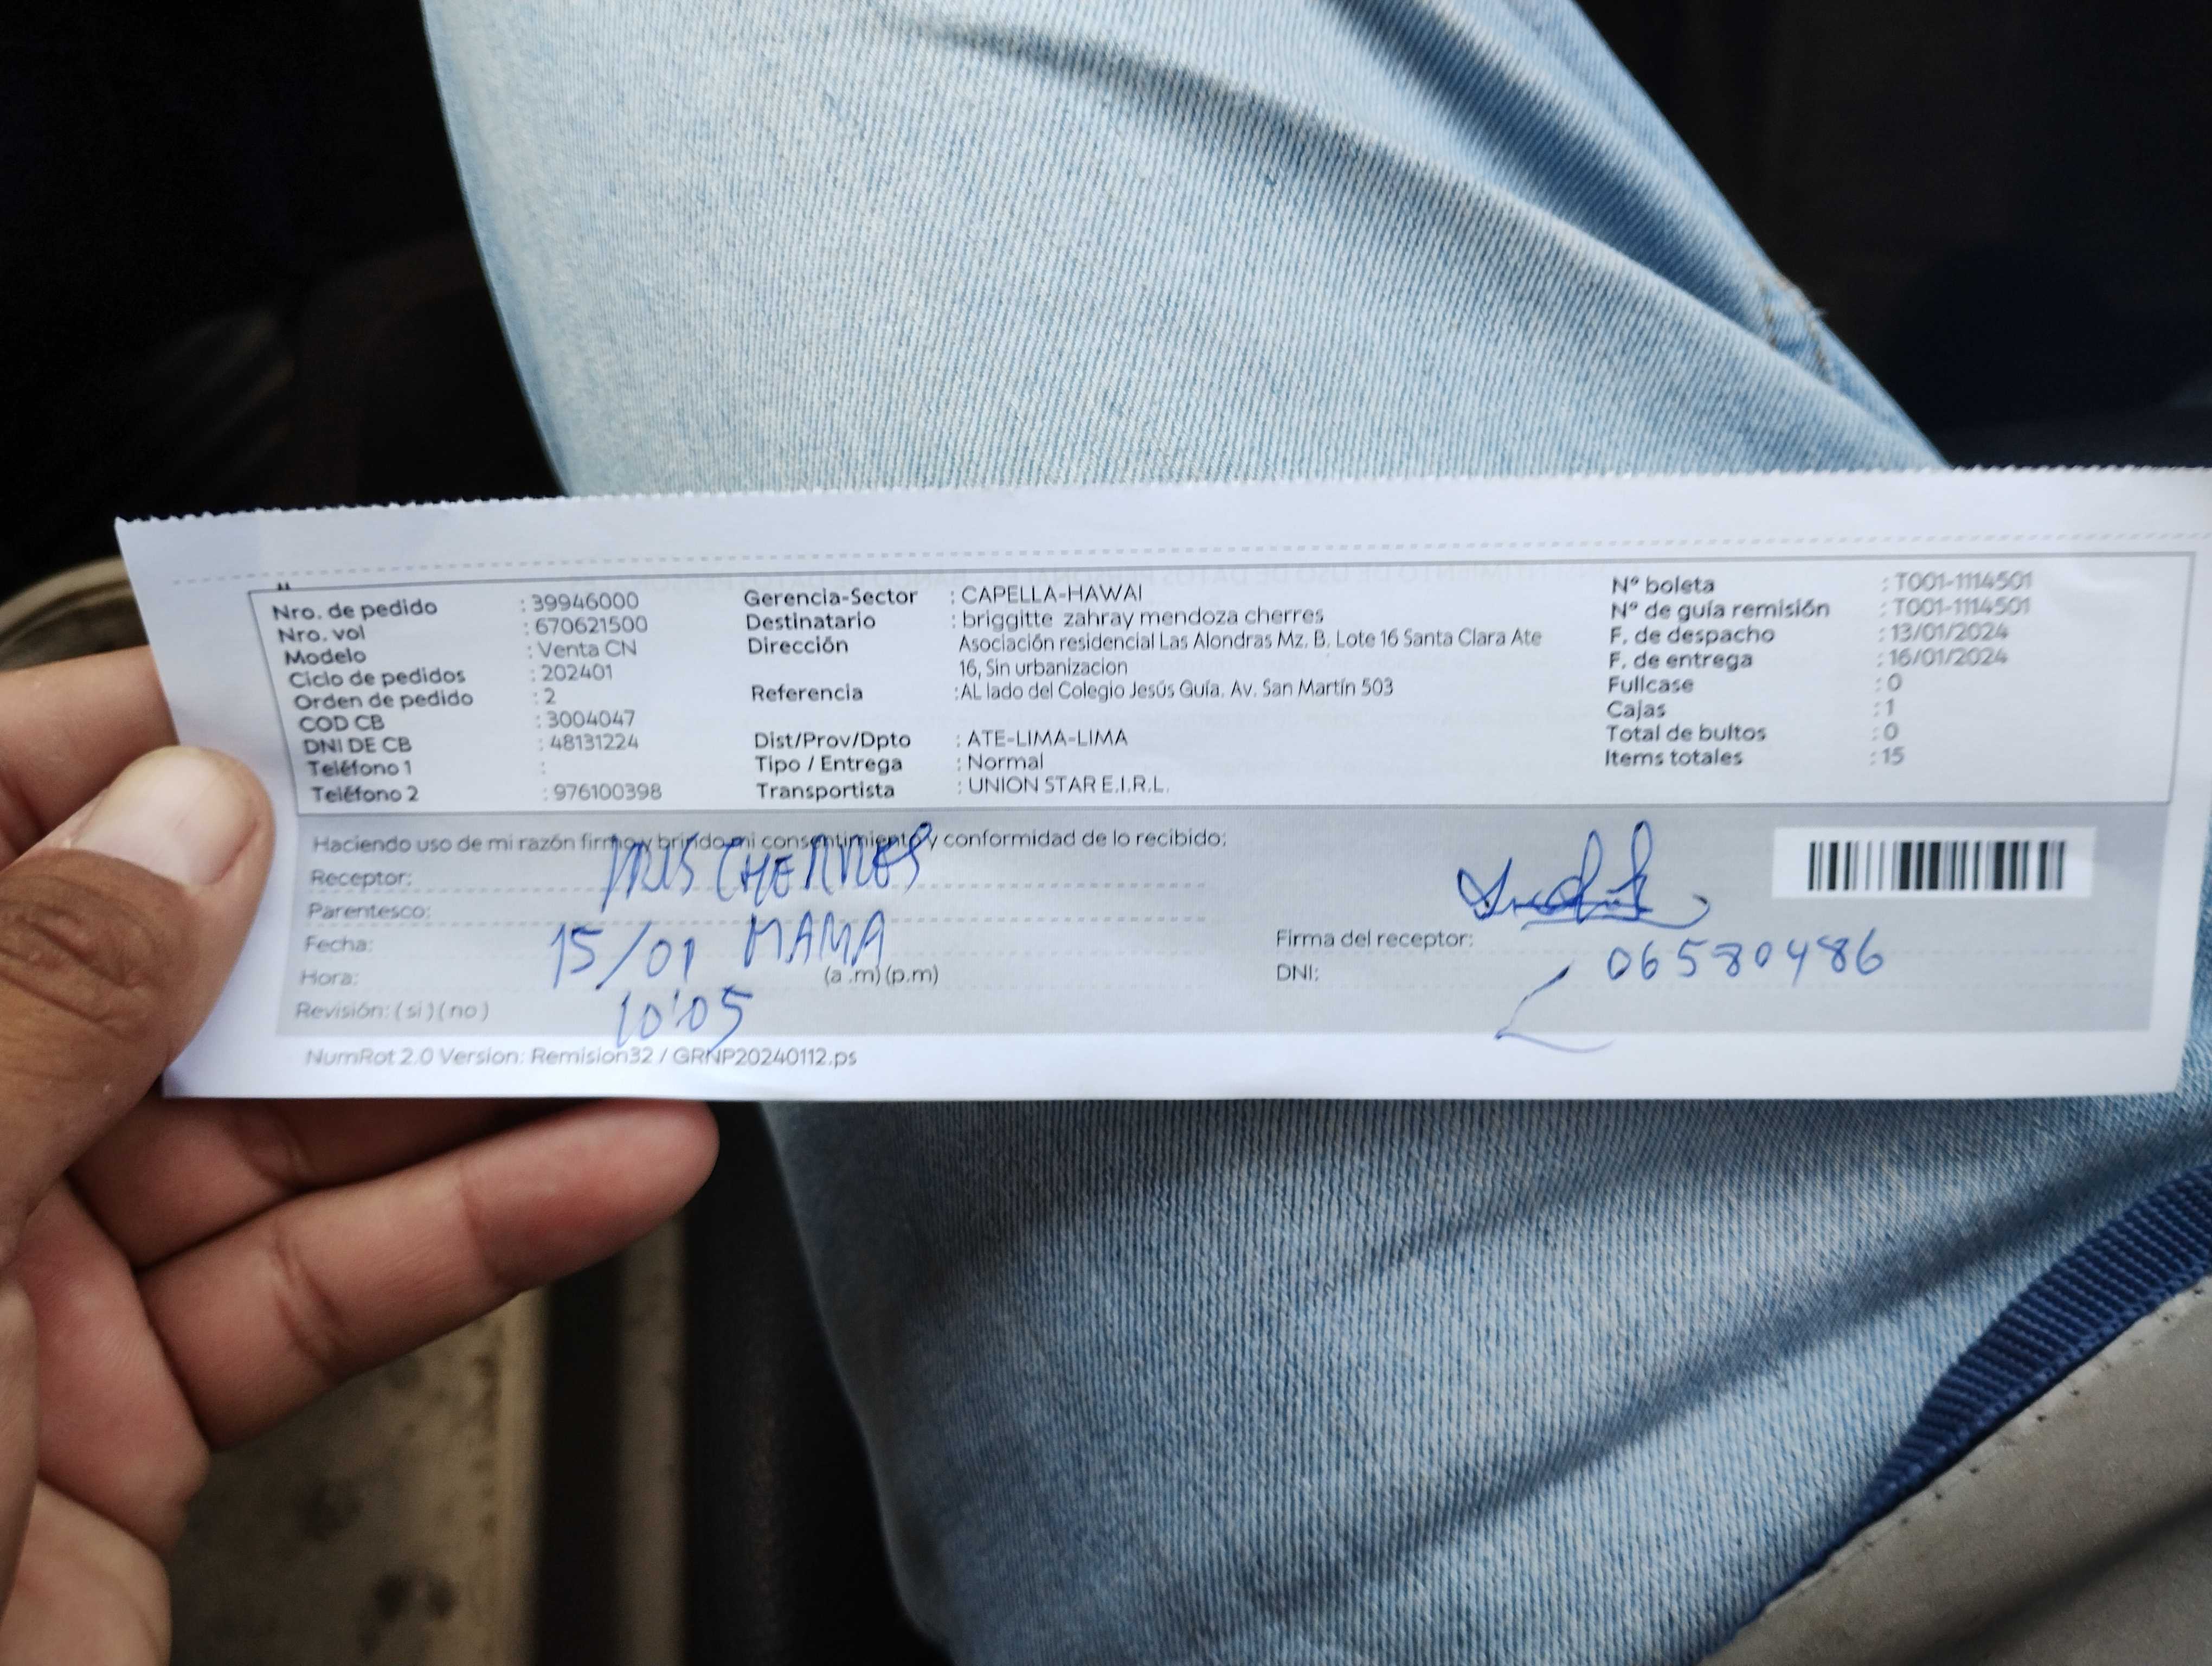 Nro. de pedido : 39946000
Nro. vol : 670621500
Modelo : Venta CN
Ciclo de pedidos : 202401
Orden de pedido : 2
COD CB : 3004047
DNI DE CB : 48131224
Teléfono 1 :
Teléfono 2 : 976100398
Gerencia-Sector : CAPELLA-HAWAI
Destinatario : briggitte zahray mendoza cherres
Dirección Asociación residencial Las Alondras Mz. B. Lote 16 Santa Clara Ate
16, Sin urbanizacion
Referencia :AL lado del Colegio Jesús Guía. Av. San Martín 503
Dist/Prov/Dpto : ATE-LIMA-LIMA
Tipo / Entrega : Normal
Transportista : UNION STAR E.I.R.L.
Nº boleta : T001-1114501
Nº de guía remisión : T001-1114501
F. de despacho : 13/01/2024
F. de entrega : 16/01/2024
Fullcase : 0
Cajas : 1
Total de bultos : 0
Items totales : 15
Haciendo uso de mi razón firmo y brindo mi consentimiento y conformidad de lo recibido:
Receptor: IRIS CHERRES
Parentesco: MAMA
Fecha: 15/01
Hora: 10:05 (a .m) (p.m)
Revisión: ( si ) ( no )
Firma del receptor:
DNI: 06580486
NumRot 2.0 Version: Remision32 / GRNP20240112.ps